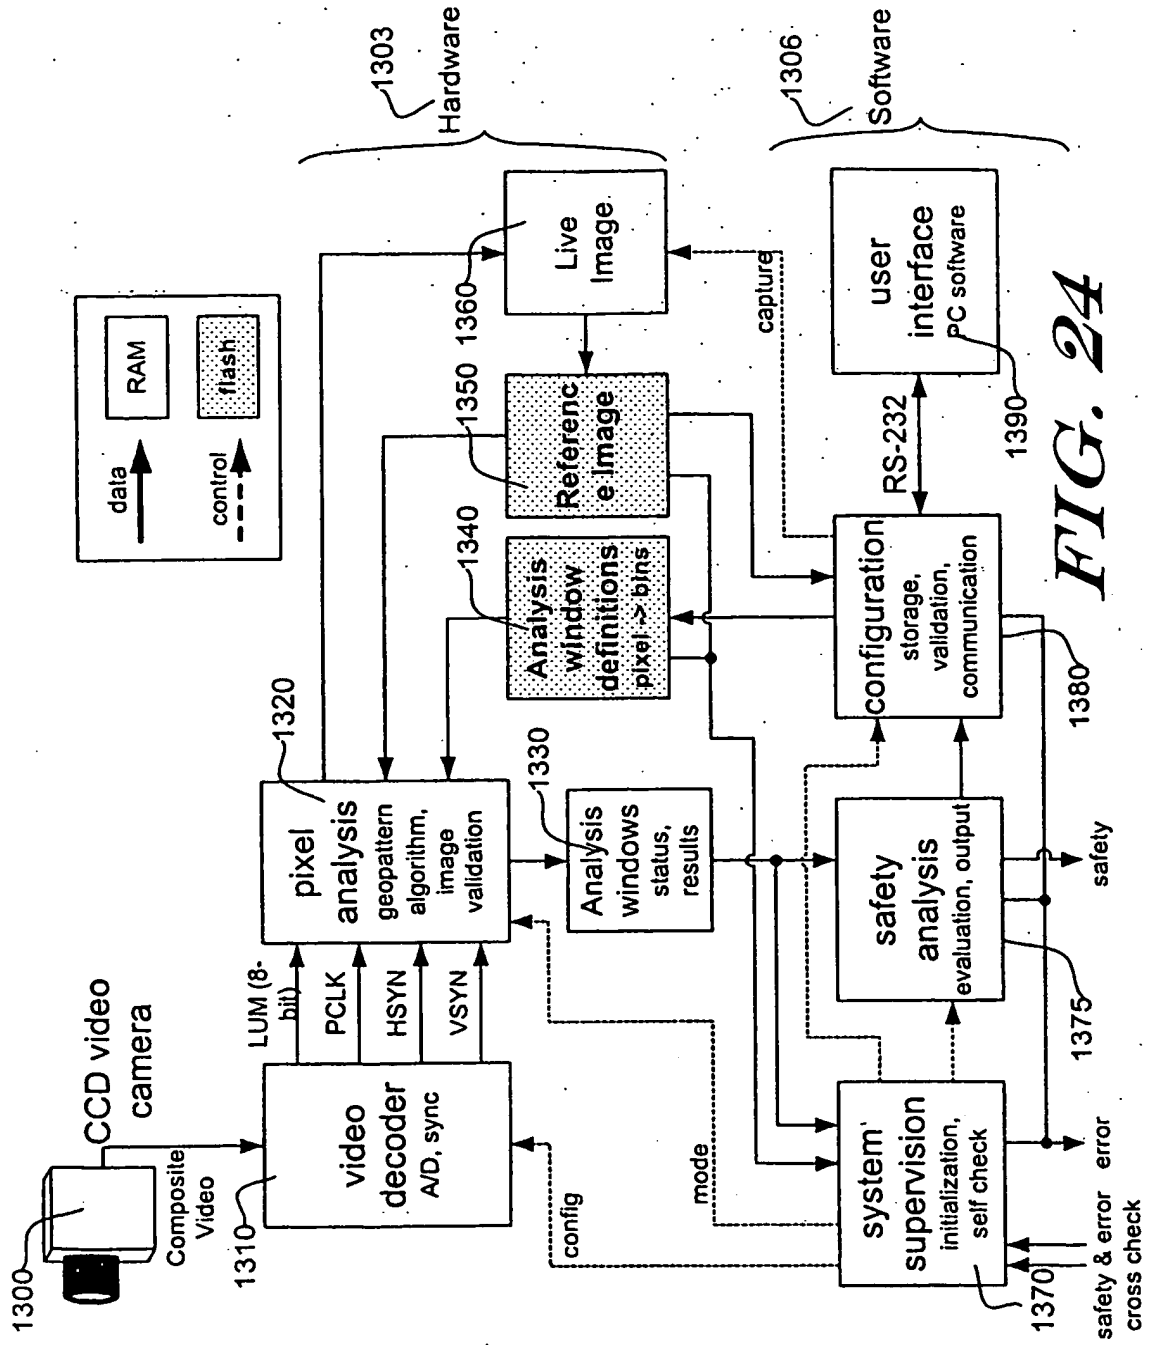 1300
CCD video
camera
Composite
Video
1310
video
decoder
A/D, sync
LUM (8-
bit)
PCLK
HSYN
VSYN
1320
pixel
analysis
geopattern
algorithm,
image
validation
1330
Analysis
windows
status,
results
1340
Analysis
window
definitions
pixel -> bins
1350
Referenc
e Image
1360
Live
Image
data
control
RAM
flash
1303
Hardware
config
mode
capture
1370
system
supervision
initialization,
self check
1375
safety
analysis
evaluation, output
1380
configuration
storage,
validation,
communication
RS-232
1390
user
interface
PC software
1306
Software
safety & error
cross check
error
safety
FIG. 24